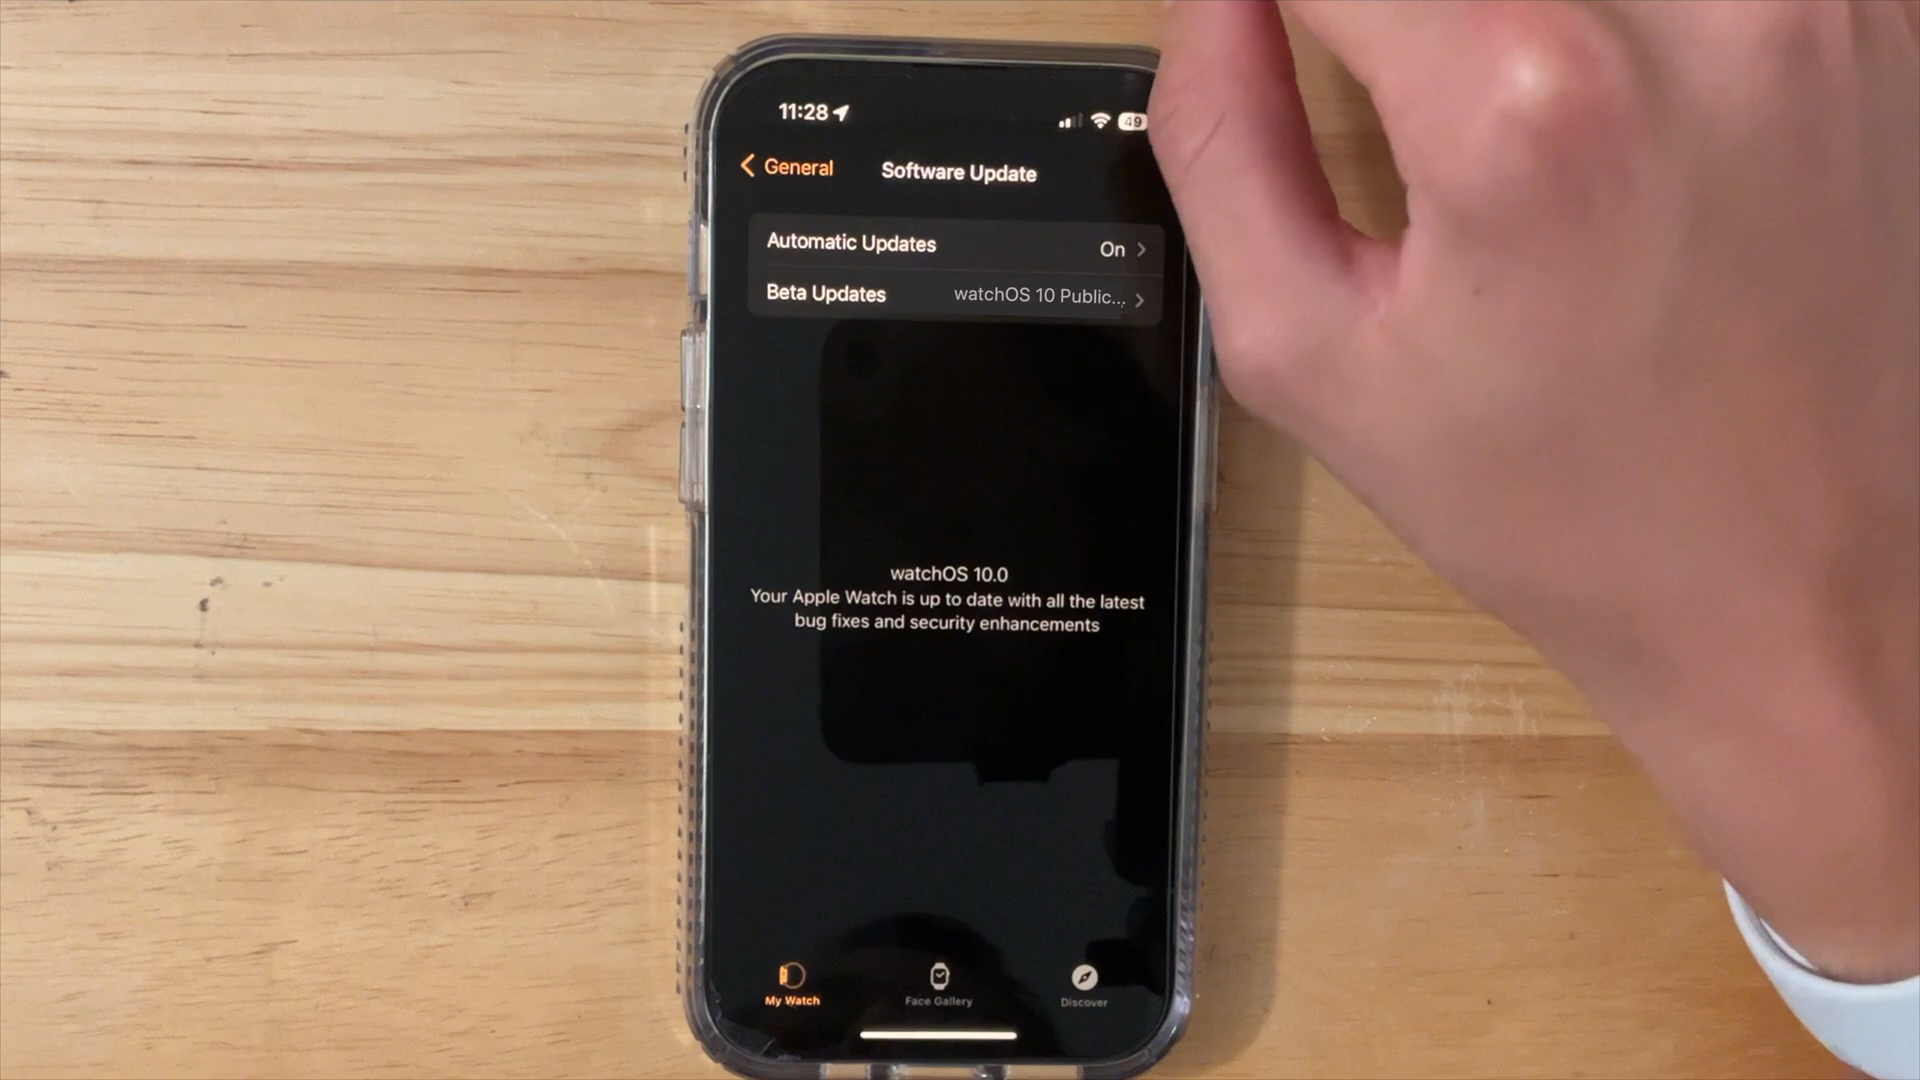 11:28
49
General
Software Update
Automatic Updates
On
Beta Updates
watchOS 10 Public...
watchOS 10.0
Your Apple Watch is up to date with all the latest
bug fixes and security enhancements
My Watch
Face Gallery
Discover